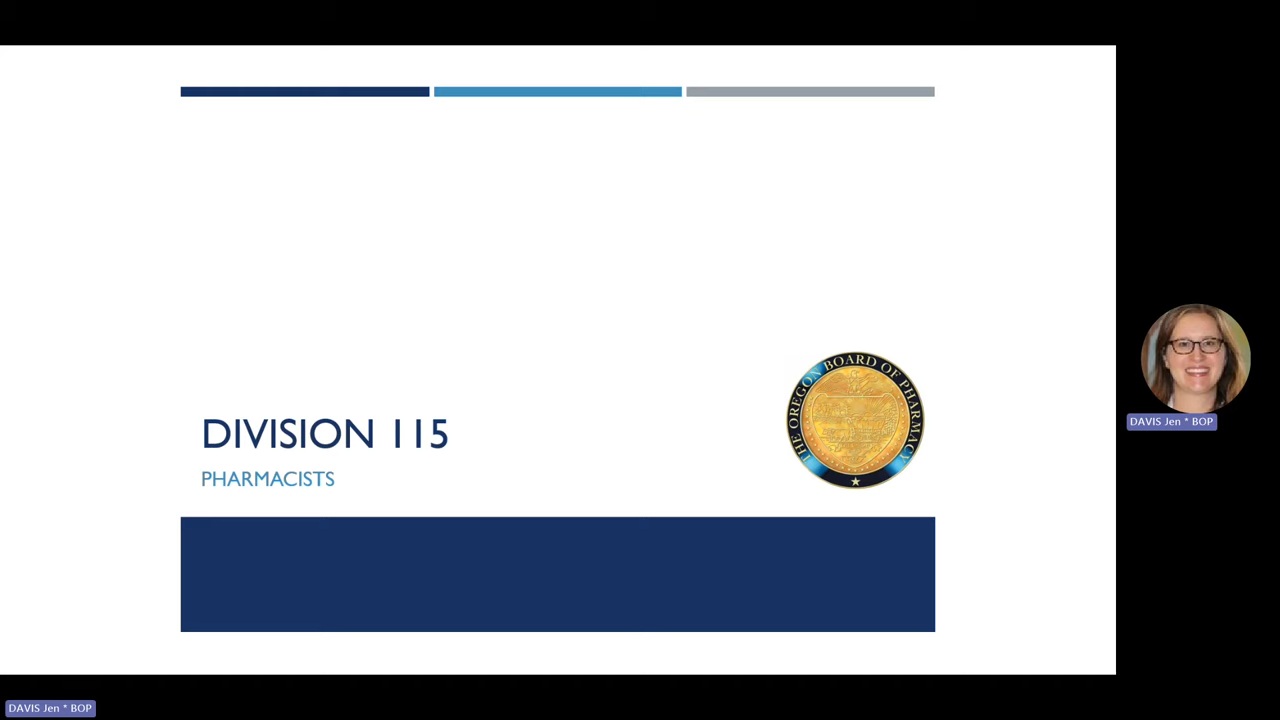 DIVISION 115
PHARMACISTS
THE OREGON BOARD OF PHARMACY
DAVIS Jen * BOP
DAVIS Jen * BOP